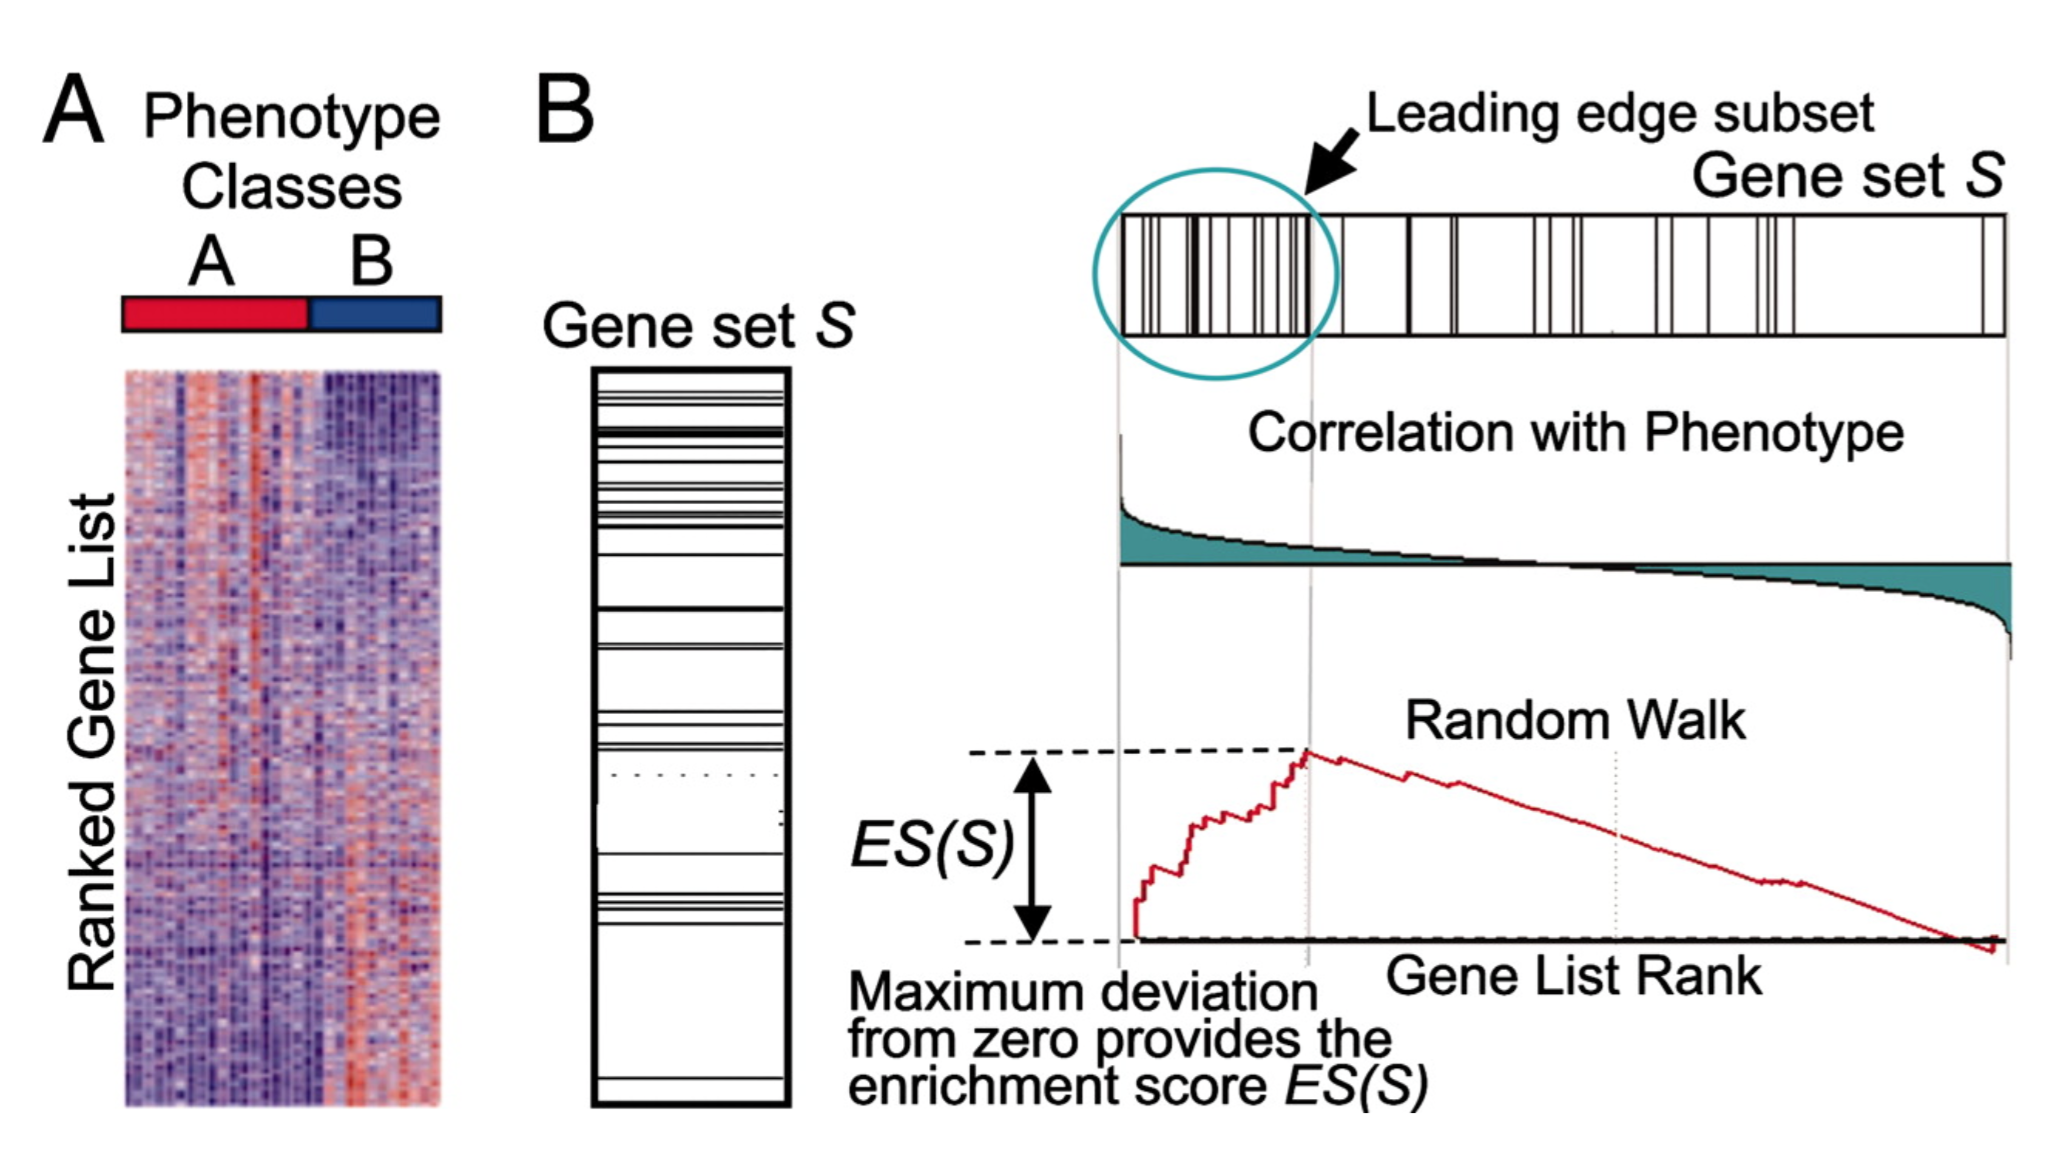 A
Phenotype
Classes
A B
Ranked Gene List
B
Gene set S
Leading edge subset
Gene set S
Correlation with Phenotype
Random Walk
ES(S)
Gene List Rank
Maximum deviation
from zero provides the
enrichment score ES(S)